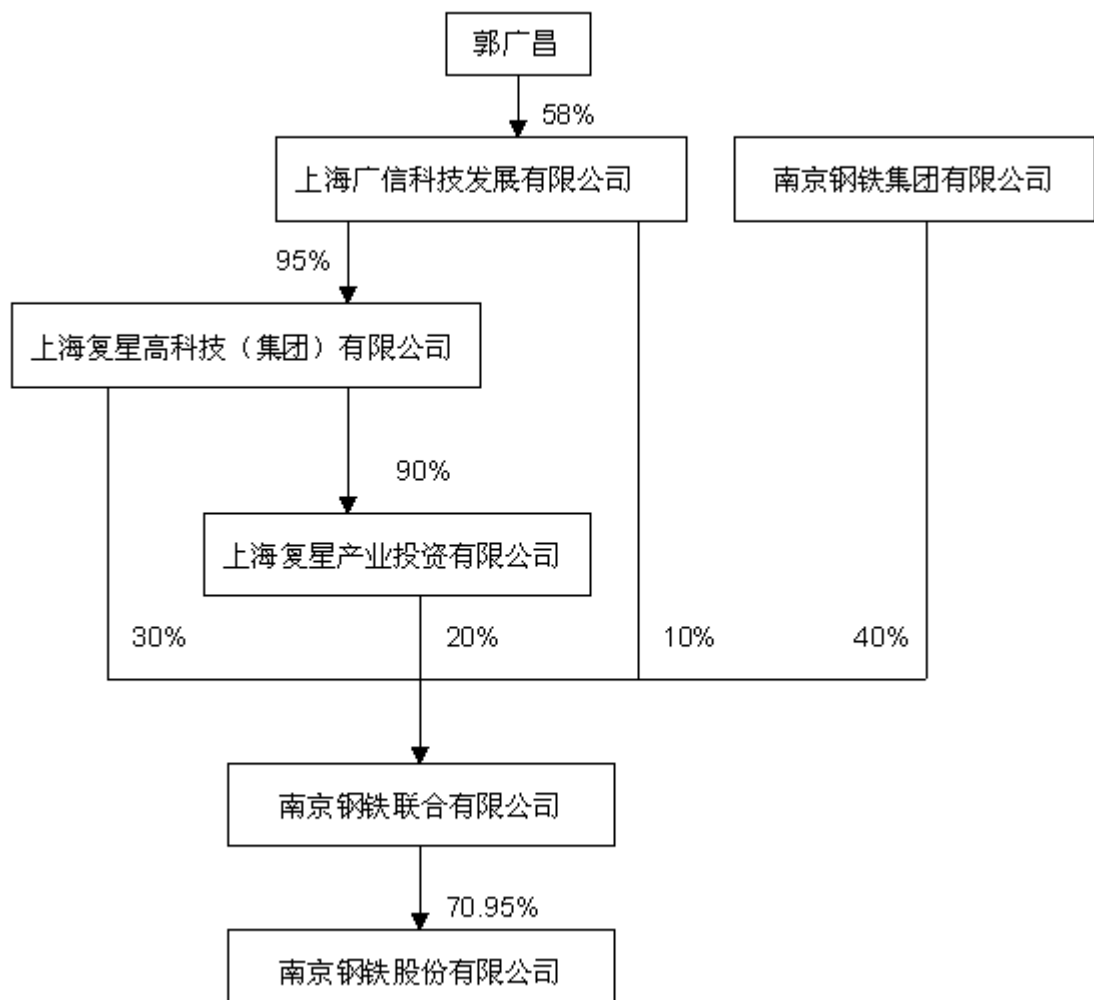 郭广昌
58%
上海广信科技发展有限公司
南京钢铁集团有限公司
95%
上海复星高科技（集团）有限公司
90%
上海复星产业投资有限公司
30%
20%
10%
40%
南京钢铁联合有限公司
70.95%
南京钢铁股份有限公司